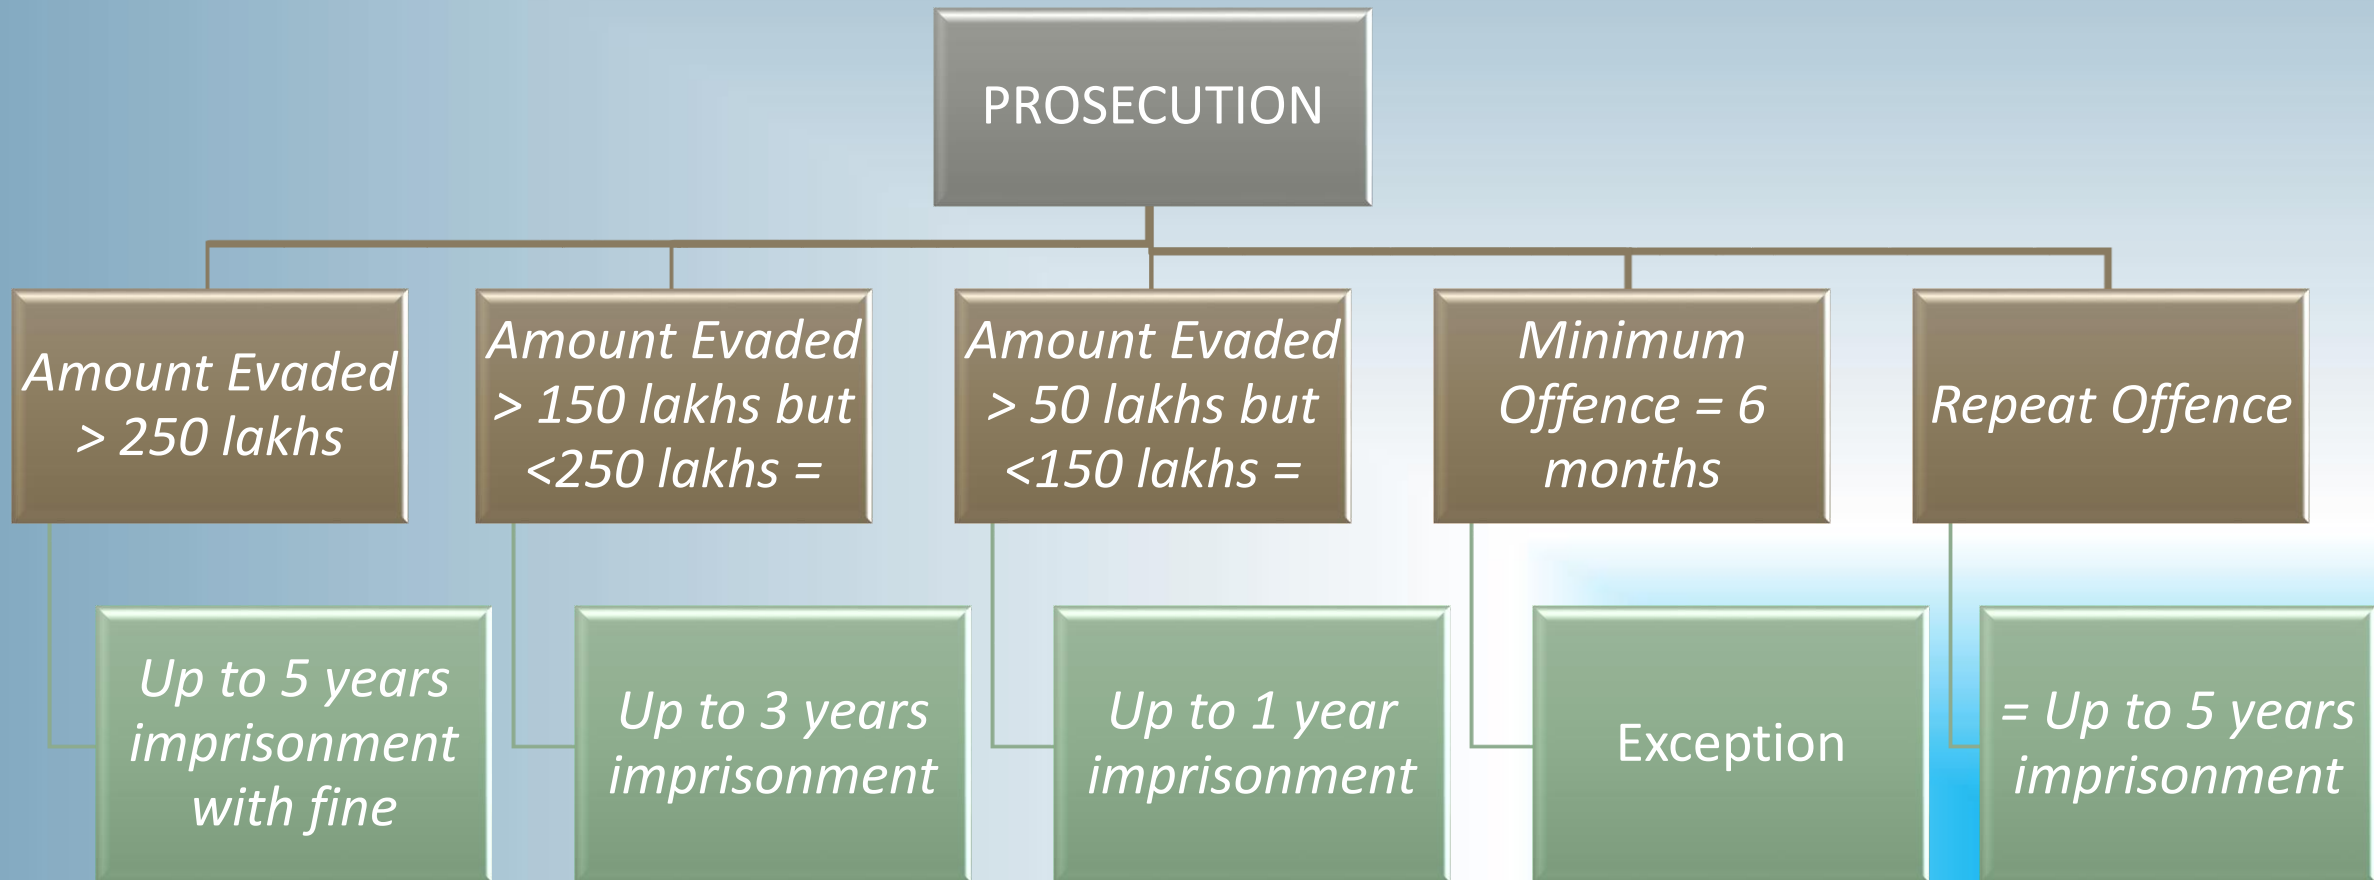 PROSECUTION
Amount Evaded
> 250 lakhs
Amount Evaded
> 150 lakhs but
<250 lakhs =
Amount Evaded
> 50 lakhs but
<150 lakhs =
Minimum
Offence = 6
months
Repeat Offence
Up to 5 years
imprisonment
with fine
Up to 3 years
imprisonment
Up to 1 year
imprisonment
Exception
= Up to 5 years
imprisonment